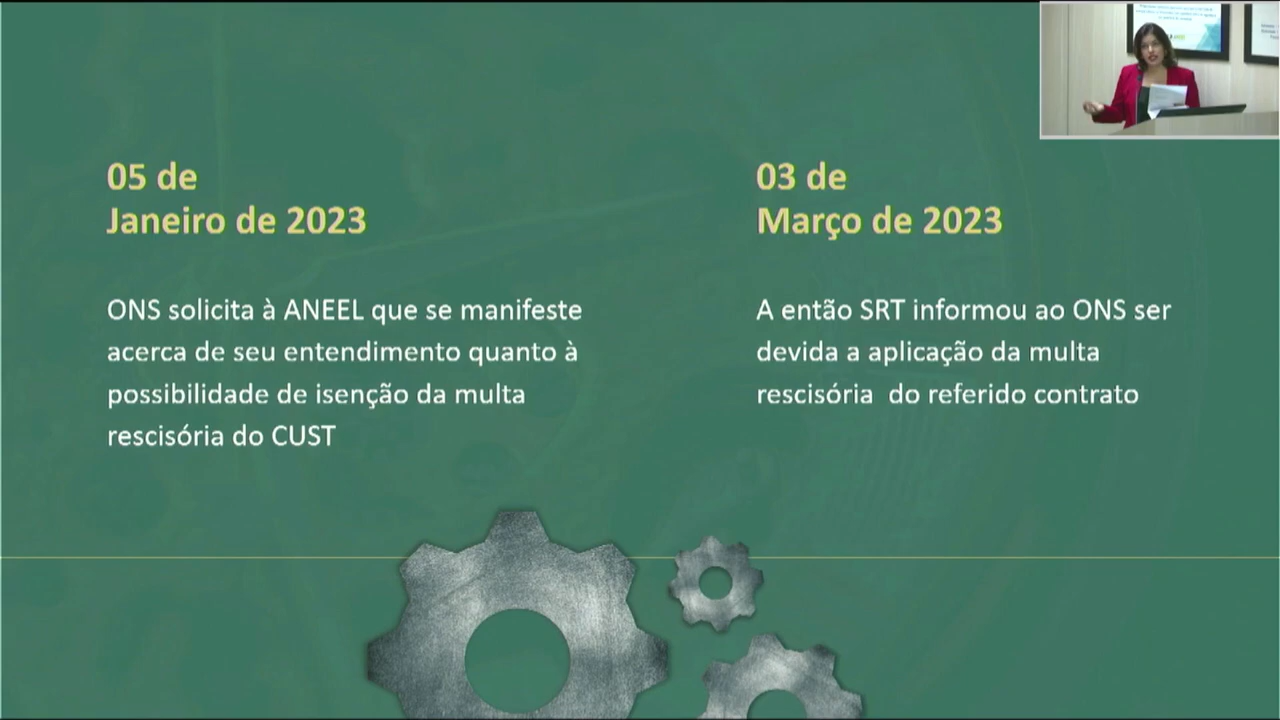 05 de
Janeiro de 2023
ONS solicita à ANEEL que se manifeste
acerca de seu entendimento quanto à
possibilidade de isenção da multa
rescisória do CUST
03 de
Março de 2023
A então SRT informou ao ONS ser
devida a aplicação da multa
rescisória  do referido contrato